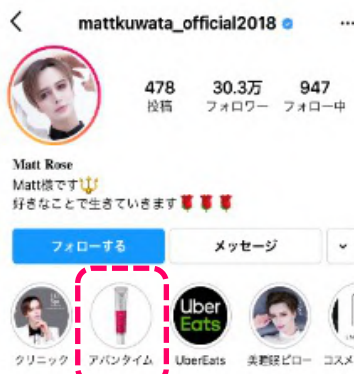 mattkuwata_official2018
478 30.3万 947
投稿 フォロワー フォロー中
Matt Rose
Matt様です
好きなことで生きていきます
フォローする メッセージ
Uber
Eats
クリニック アバンタイム UberEats 美眠眠ピロー コスメ